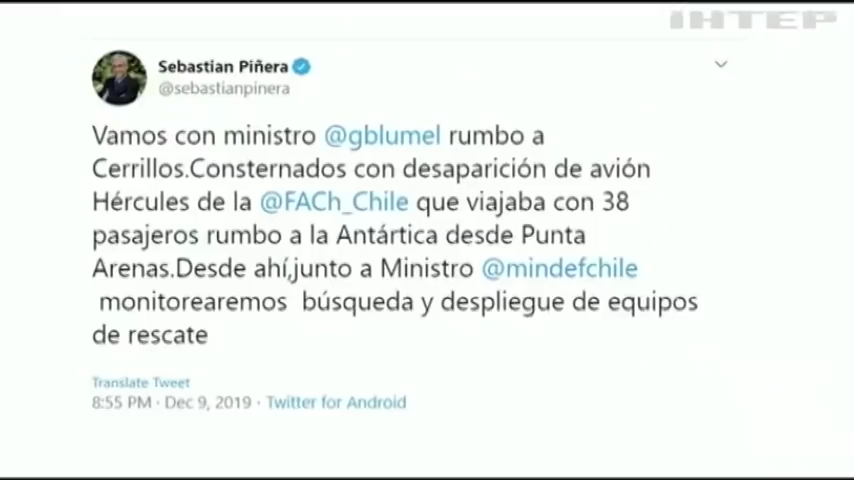 ІНТЕР
Sebastian Piñera
@sebastianpinera
Vamos con ministro @gblumel rumbo a
Cerrillos.Consternados con desaparición de avión
Hércules de la @FACh_Chile que viajaba con 38
pasajeros rumbo a la Antártica desde Punta
Arenas.Desde ahí,junto a Ministro @mindefchile
monitorearemos búsqueda y despliegue de equipos
de rescate
Translate Tweet
8:55 PM · Dec 9, 2019 · Twitter for Android